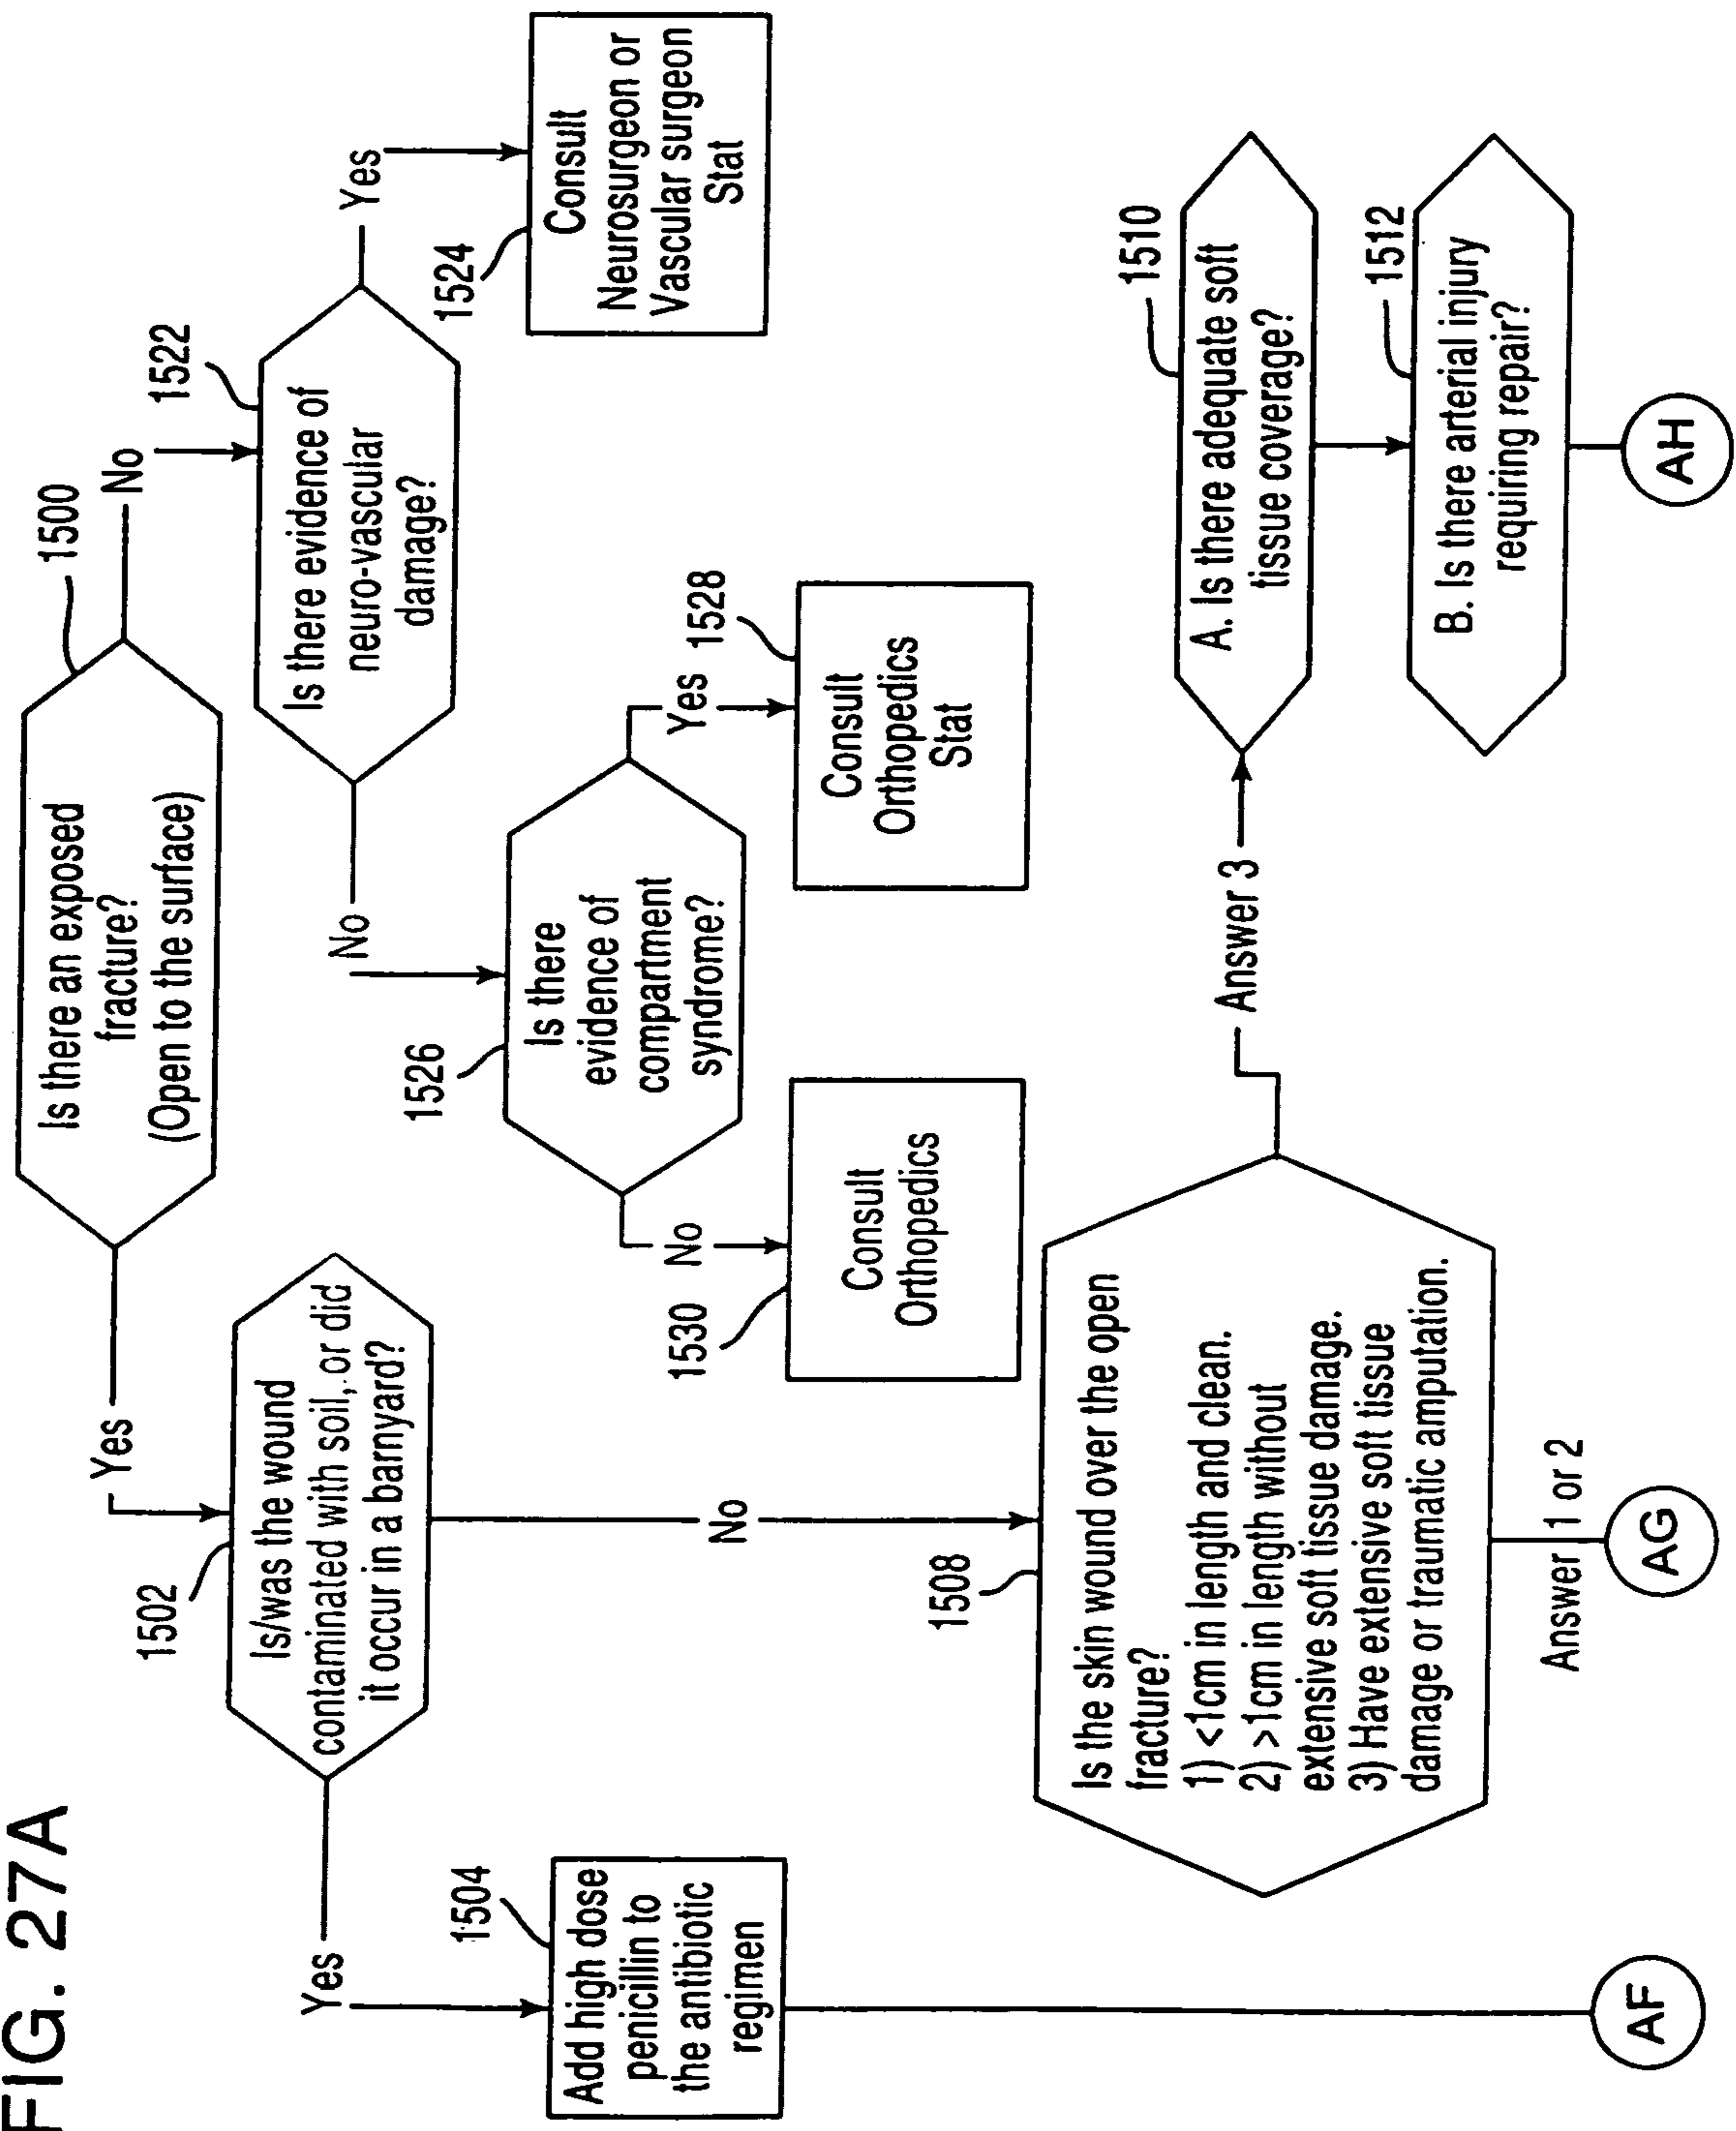 FIG. 27A
1500
Is there an exposed
fracture?
(Open to the surface)
Yes
No
1502
Is/was the wound
contaminated with soil, or did
it occur in a barnyard?
1522
Is there evidence of
neuro-vascular
damage?
Yes
No
No
Yes
1504
Add high dose
penicillin to
the antibiotic
regimen
1526
Is there
evidence of
compartment
syndrome?
1524
Consult
Neurosurgeon or
Vascular surgeon
Stat
No
No
Yes
1530
Consult
Orthopedics
1528
Consult
Orthopedics
Stat
1508
Is the skin wound over the open
fracture?
1) <1cm in length and clean.
2) >1cm in length without
extensive soft tissue damage.
3) Have extensive soft tissue
damage or traumatic amputation.
Answer 3
1510
A. Is there adequate soft
tissue coverage?
1512
B. Is there arterial injury
requiring repair?
Answer 1 or 2
AF
AG
AH